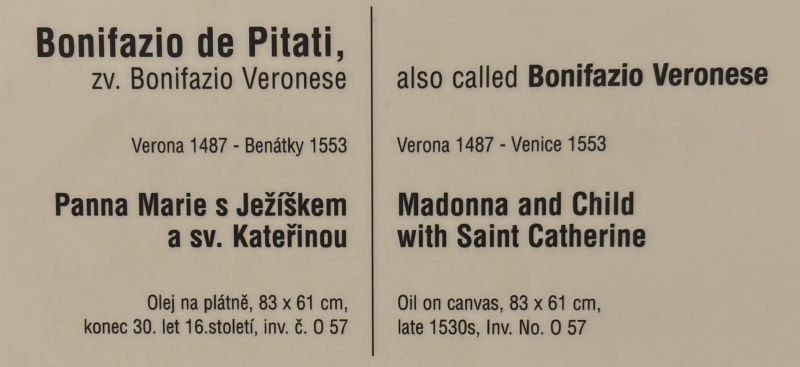 Bonifazio de Pitati,
zv. Bonifazio Veronese
Verona 1487 - Benátky 1553
Panna Marie s Ježíškem
a sv. Kateřinou
Olej na plátně, 83 x 61 cm,
konec 30. let 16.století, inv. č. O 57
also called Bonifazio Veronese
Verona 1487 - Venice 1553
Madonna and Child
with Saint Catherine
Oil on canvas, 83 x 61 cm,
late 1530s, Inv. No. O 57